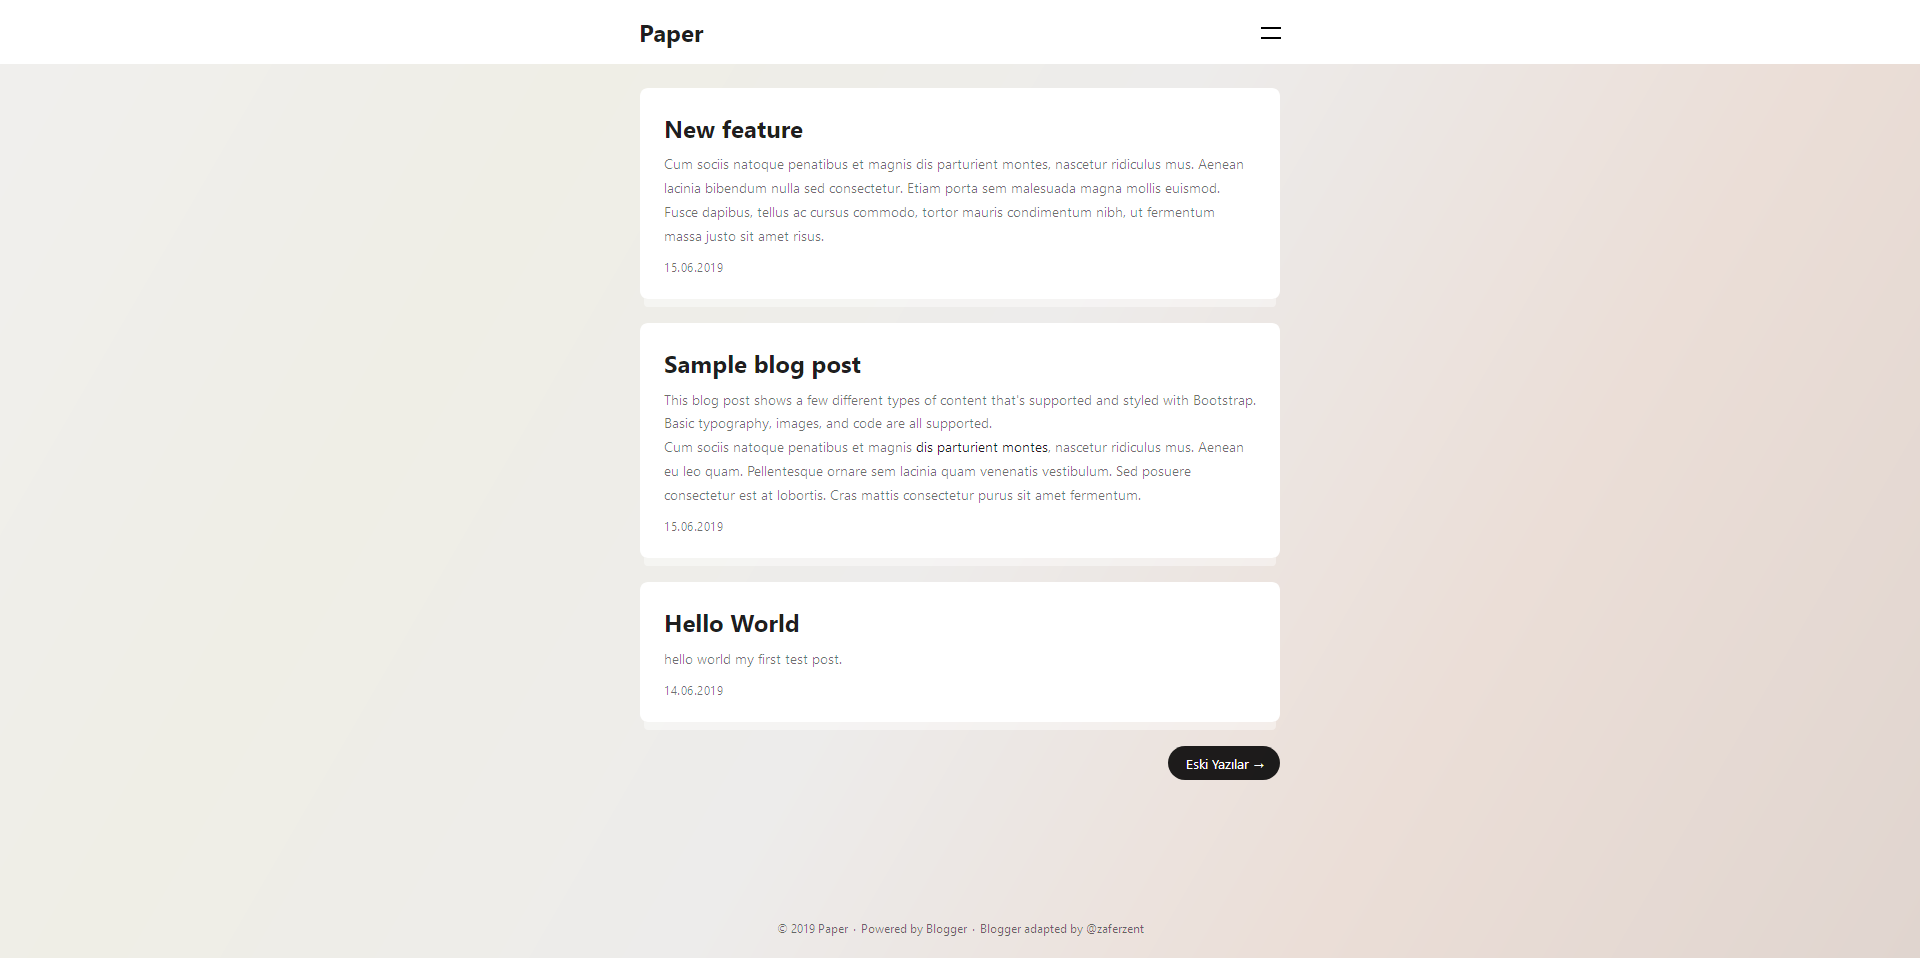 Paper
New feature
Cum sociis natoque penatibus et magnis dis parturient montes, nascetur ridiculus mus. Aenean
lacinia bibendum nulla sed consectetur. Etiam porta sem malesuada magna mollis euismod.
Fusce dapibus, tellus ac cursus commodo, tortor mauris condimentum nibh, ut fermentum
massa justo sit amet risus.
15.06.2019
Sample blog post
This blog post shows a few different types of content that's supported and styled with Bootstrap.
Basic typography, images, and code are all supported.
Cum sociis natoque penatibus et magnis dis parturient montes, nascetur ridiculus mus. Aenean
eu leo quam. Pellentesque ornare sem lacinia quam venenatis vestibulum. Sed posuere
consectetur est at lobortis. Cras mattis consectetur purus sit amet fermentum.
15.06.2019
Hello World
hello world my first test post.
14.06.2019
Eski Yazılar →
© 2019 Paper · Powered by Blogger · Blogger adapted by @zaferzent